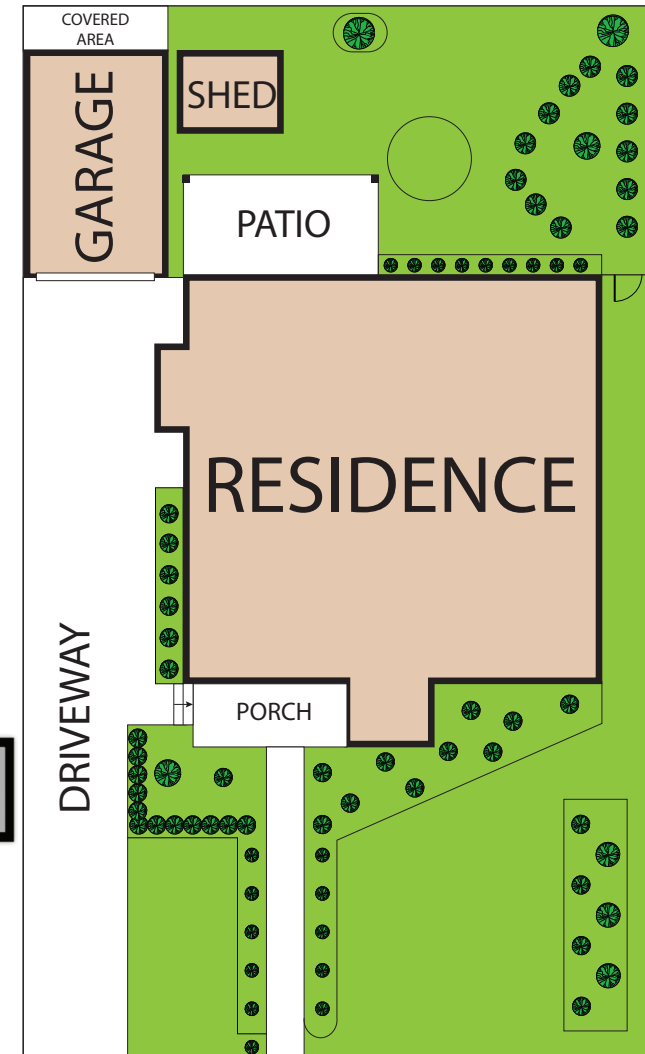 COVERED
AREA
GARAGE
SHED
PATIO
RESIDENCE
DRIVEWAY
PORCH